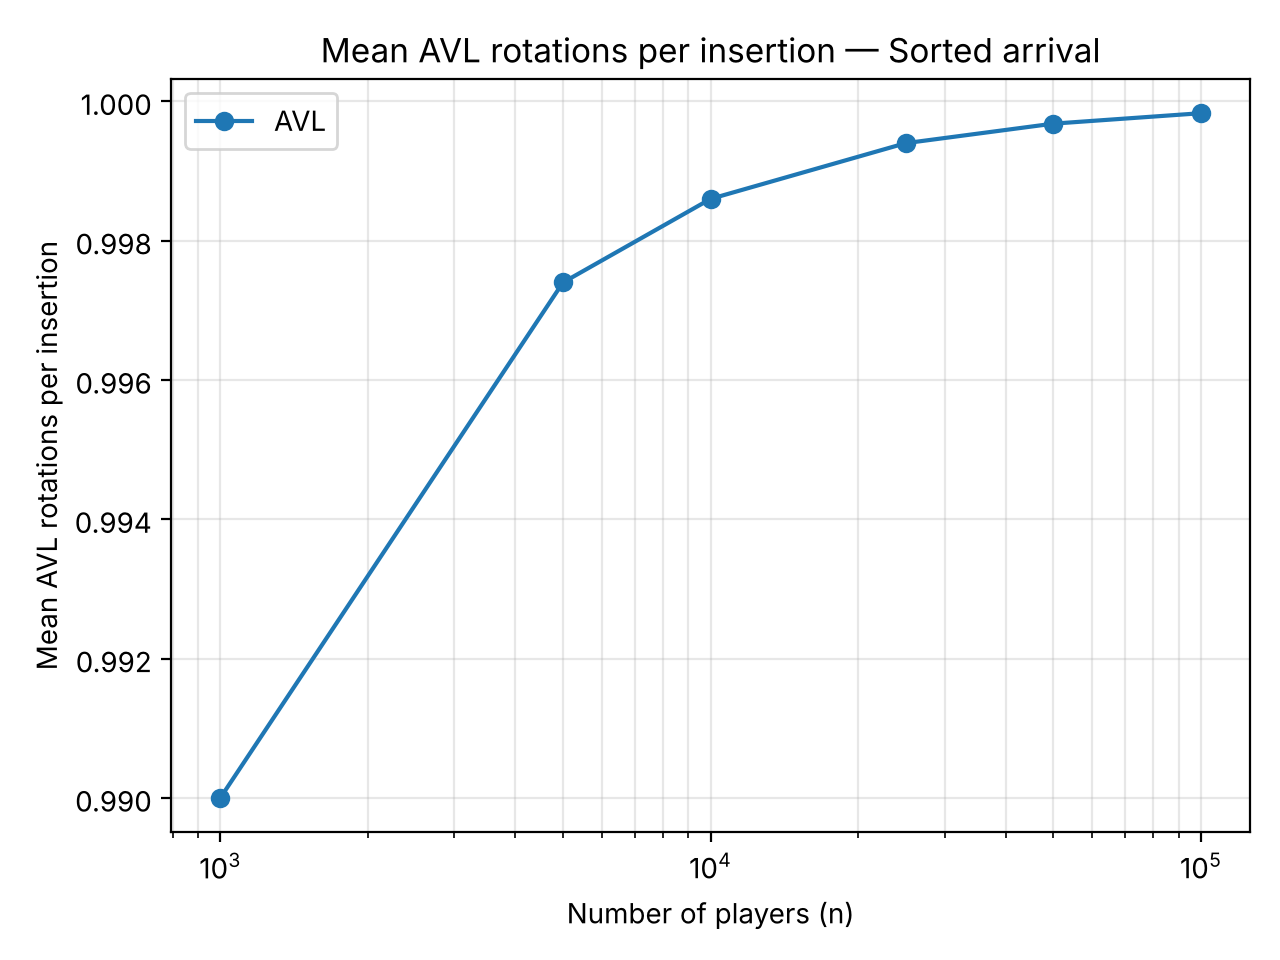 Mean AVL rotations per insertion — Sorted arrival
AVL
Mean AVL rotations per insertion
1.000
0.998
0.996
0.994
0.992
0.990
10³
10⁴
10⁵
Number of players (n)